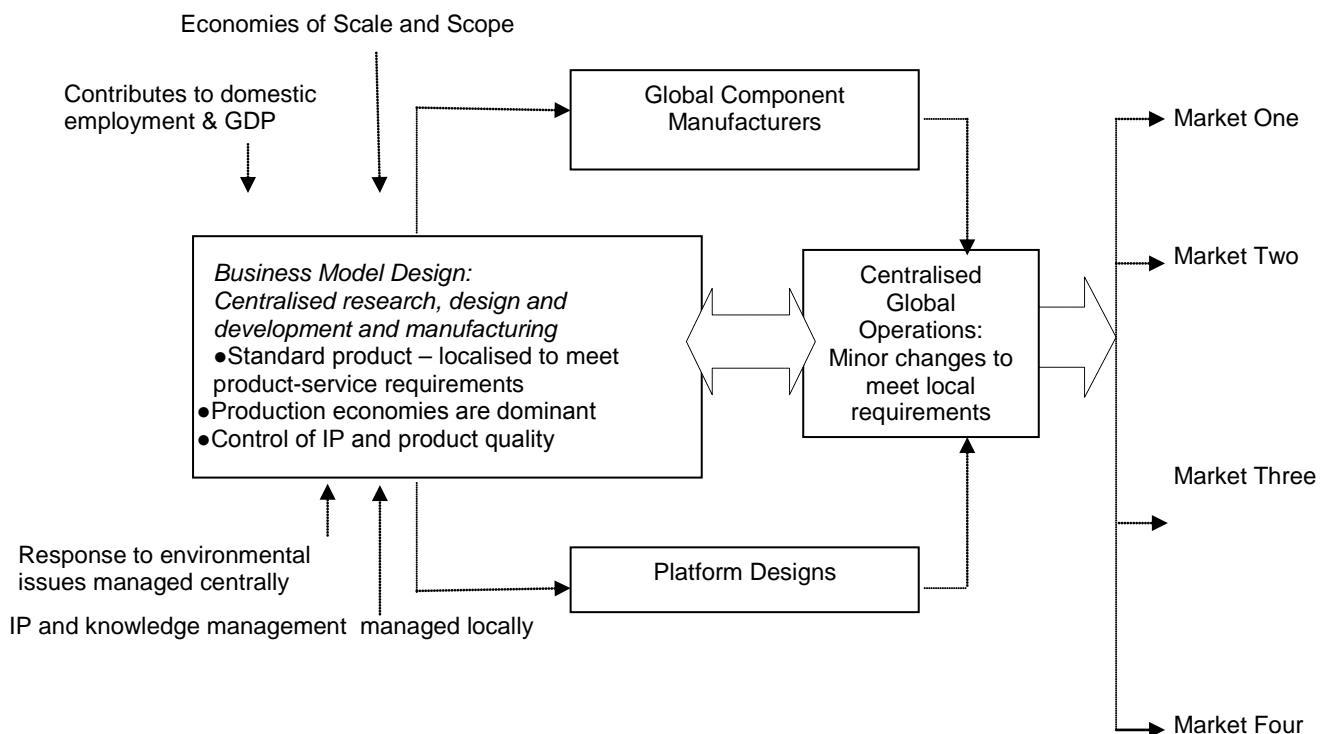 Economies of Scale and Scope
Contributes to domestic
employment & GDP
Global Component
Manufacturers
Market One
Market Two
Business Model Design:
Centralised research, design and
development and manufacturing
●Standard product – localised to meet
product-service requirements
●Production economies are dominant
●Control of IP and product quality
Centralised
Global
Operations:
Minor changes to
meet local
requirements
Market Three
Response to environmental
issues managed centrally
Platform Designs
IP and knowledge management  managed locally
Market Four